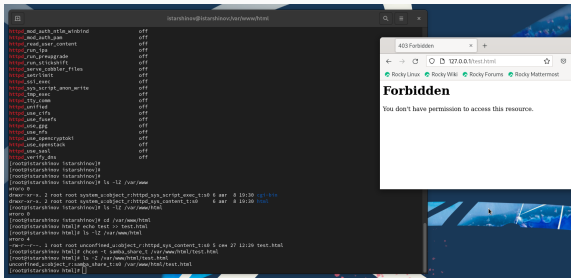 istarshinov@istarshinov:/var/www/html
httpd_mod_auth_ntlm_winbind off
httpd_mod_auth_pam off
httpd_read_user_content off
httpd_run_ipa off
httpd_run_preupgrade off
httpd_run_stickshift off
httpd_serve_cobbler_files off
httpd_setrlimit off
httpd_ssi_exec off
httpd_sys_script_anon_write off
httpd_tmp_exec off
httpd_tty_comm off
httpd_unified off
httpd_use_cifs off
httpd_use_fusefs off
httpd_use_gpg off
httpd_use_nfs off
httpd_use_opencryptoki off
httpd_use_openstack off
httpd_use_sasl off
httpd_verify_dns off
[root@istarshinov istarshinov]#
[root@istarshinov istarshinov]#
[root@istarshinov istarshinov]#
[root@istarshinov istarshinov]# ls -lZ /var/www
итого 0
drwxr-xr-x. 2 root root system_u:object_r:httpd_sys_script_exec_t:s0 6 авг 8 19:30 cgi-bin
drwxr-xr-x. 2 root root system_u:object_r:httpd_sys_content_t:s0 6 авг 8 19:30 html
[root@istarshinov istarshinov]# ls -lZ /var/www/html
итого 0
[root@istarshinov istarshinov]# cd /var/www/html
[root@istarshinov html]# echo test >> test.html
[root@istarshinov html]# ls -lZ /var/www/html
итого 4
-rw-r--r--. 1 root root unconfined_u:object_r:httpd_sys_content_t:s0 5 сен 27 12:29 test.html
[root@istarshinov html]# chcon -t samba_share_t /var/www/html/test.html
[root@istarshinov html]# ls -Z /var/www/html/test.html
unconfined_u:object_r:samba_share_t:s0 /var/www/html/test.html
[root@istarshinov html]#
403 Forbidden
127.0.0.1/test.html
Rocky Linux Rocky Wiki Rocky Forums Rocky Mattermost
Forbidden
You don't have permission to access this resource.